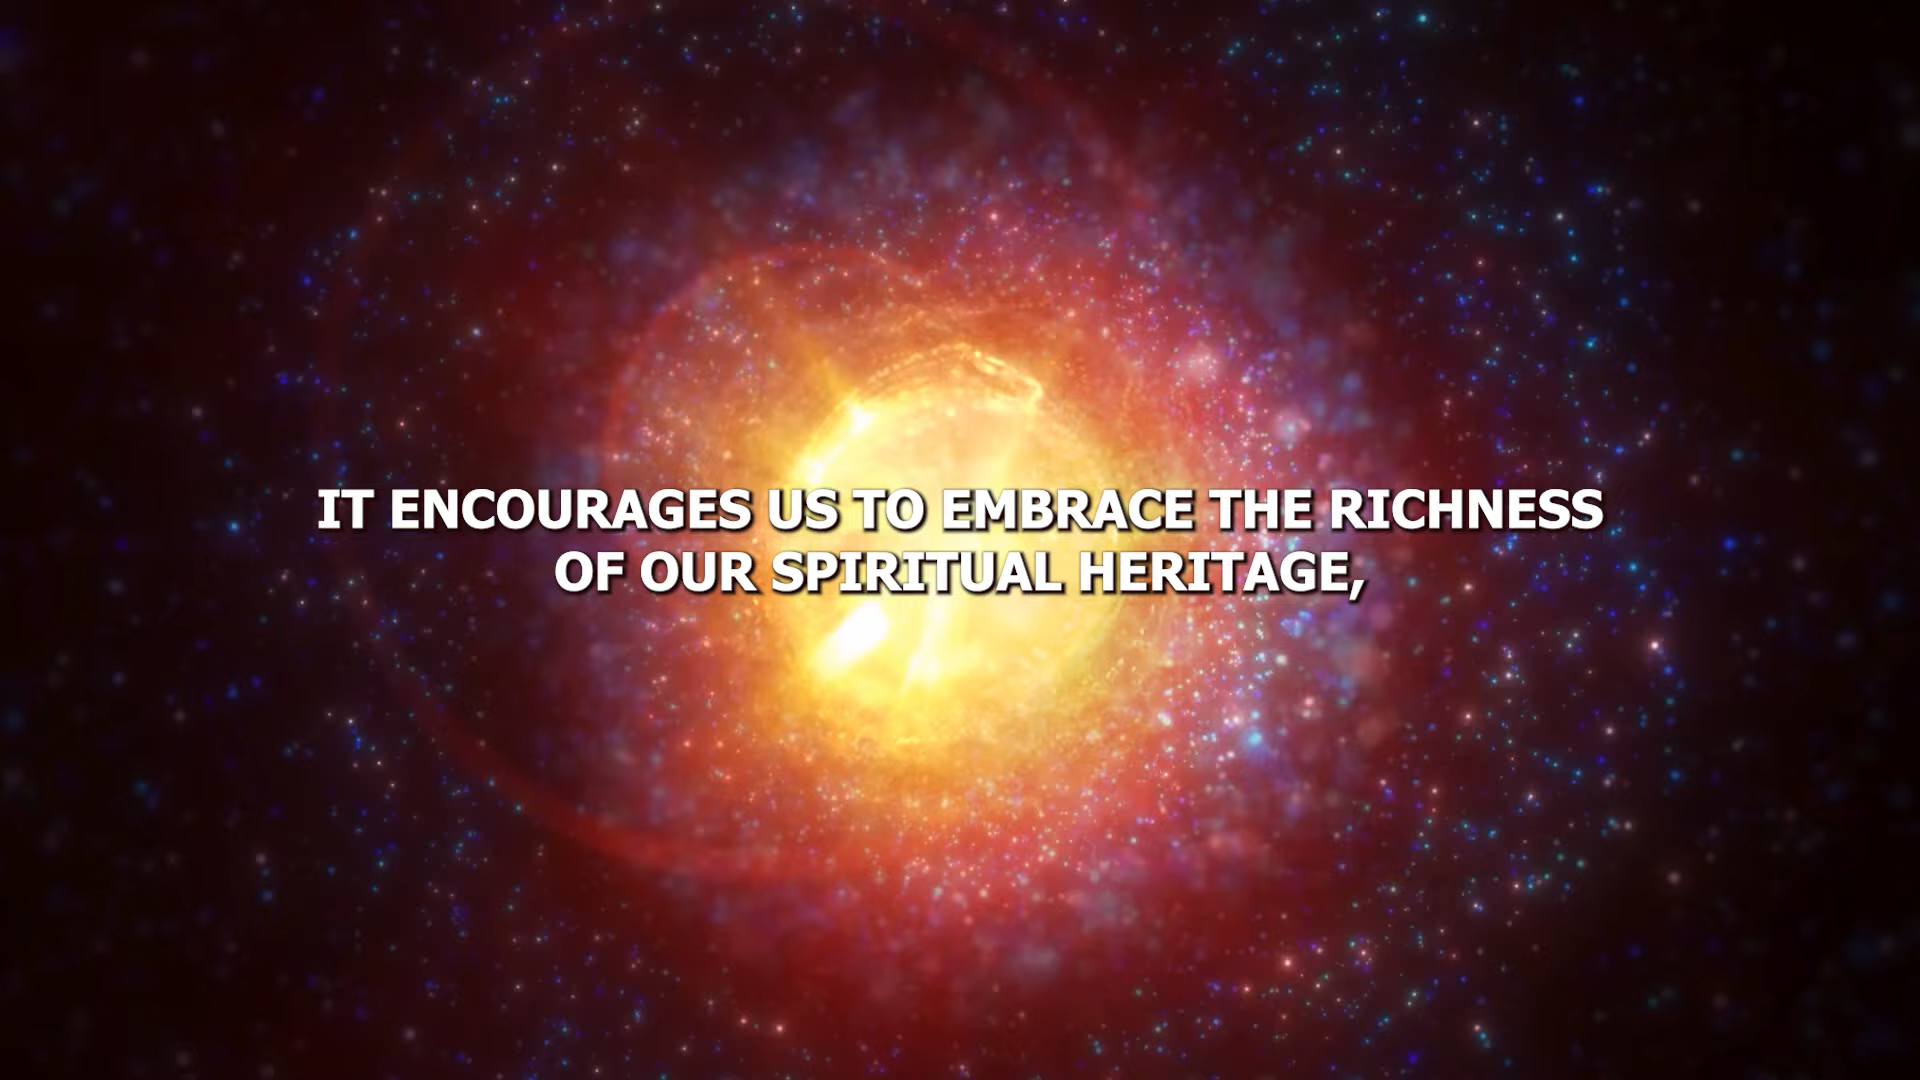 IT ENCOURAGES US TO EMBRACE THE RICHNESS
OF OUR SPIRITUAL HERITAGE,